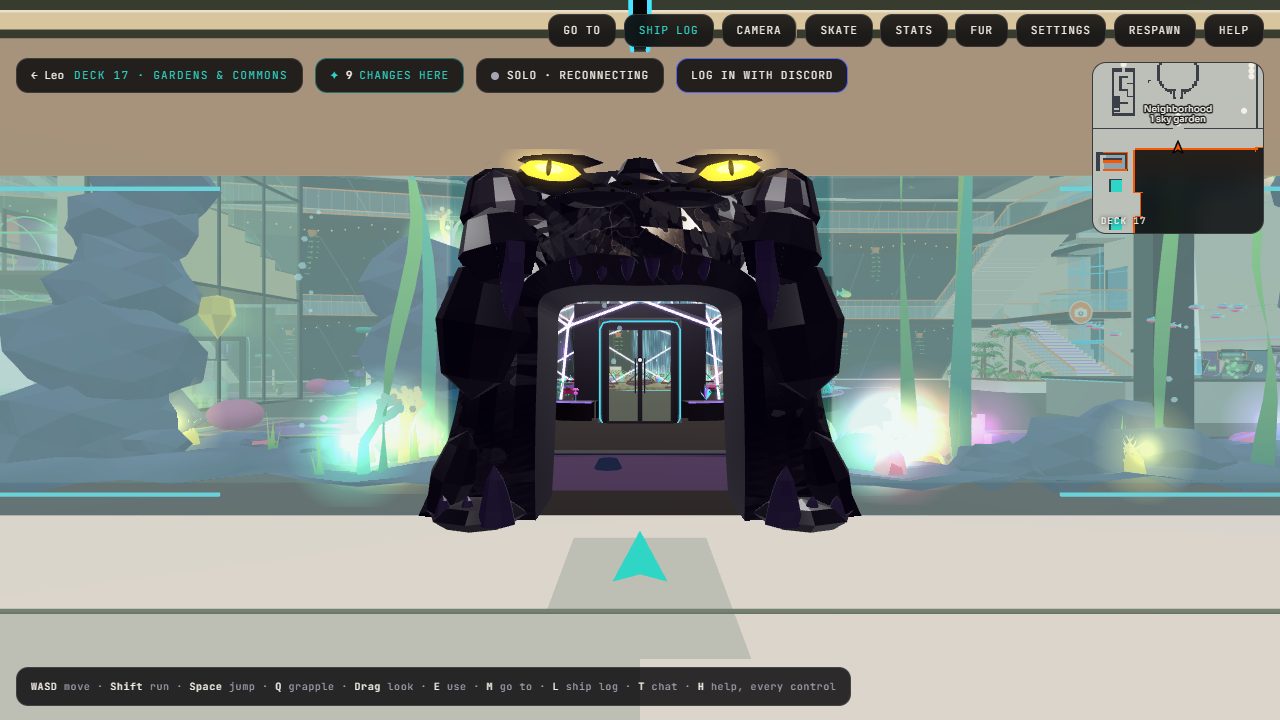 GO TO
SHIP LOG
CAMERA
SKATE
STATS
FUR
SETTINGS
RESPAWN
HELP
← Leo DECK 17 · GARDENS & COMMONS
✦ 9 CHANGES HERE
SOLO · RECONNECTING
LOG IN WITH DISCORD
Neighborhood
1 sky garden
DECK 17
WASD move · Shift run · Space jump · Q grapple · Drag look · E use · M go to · L ship log · T chat · H help, every control